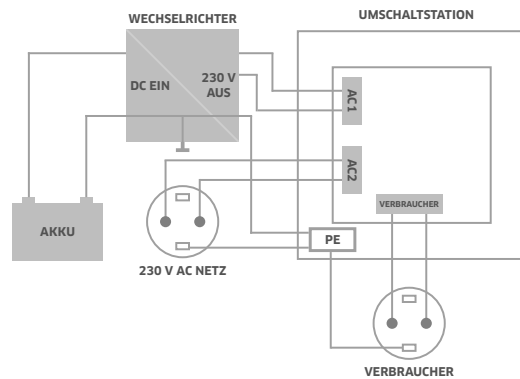 WECHSELRICHTER
UMSCHALTSTATION
DC EIN
230 V
AUS
AC1
AC2
VERBRAUCHER
AKKU
PE
230 V AC NETZ
VERBRAUCHER